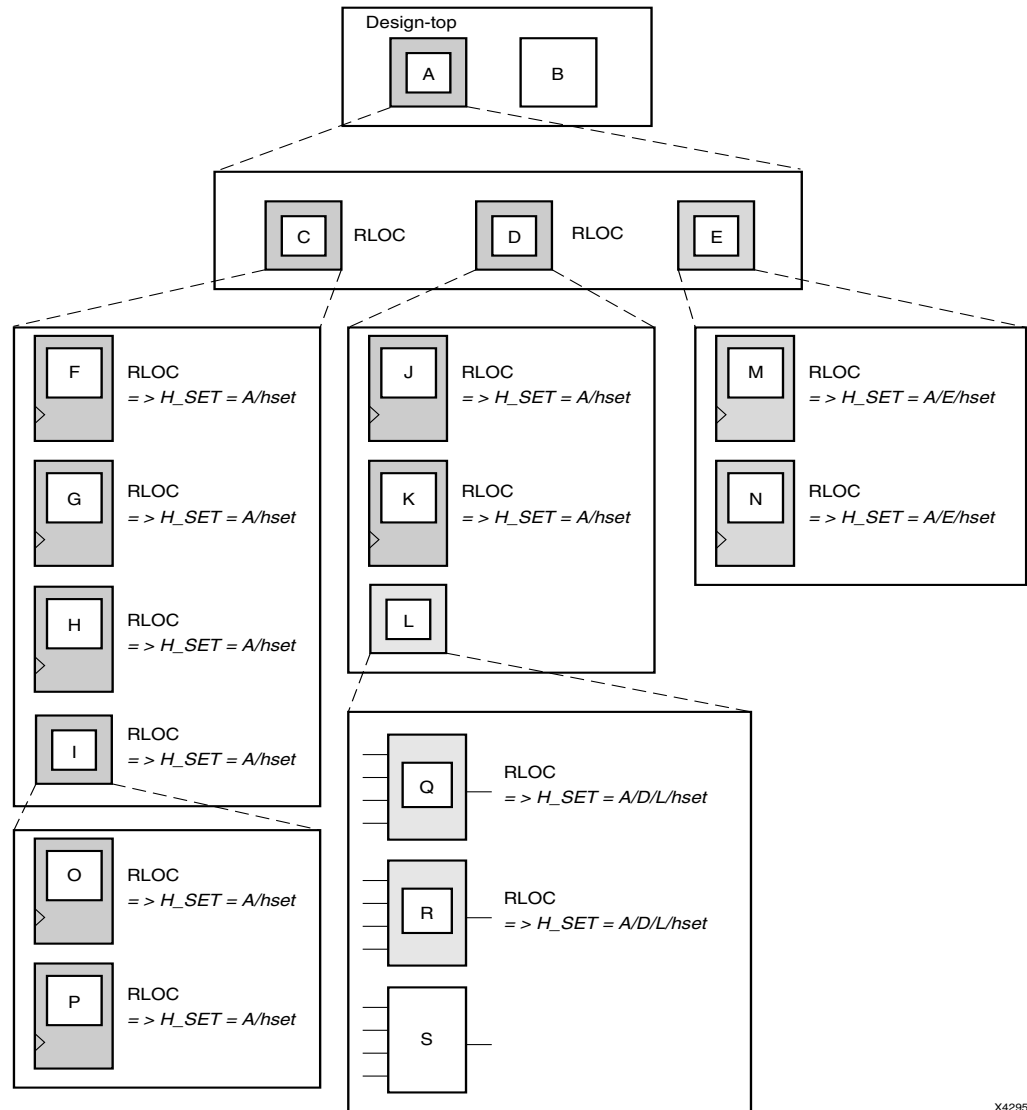 Design-top
A
B
C
RLOC
D
RLOC
E
F
RLOC
= > H_SET = A/hset
G
RLOC
= > H_SET = A/hset
H
RLOC
= > H_SET = A/hset
I
RLOC
= > H_SET = A/hset
J
RLOC
= > H_SET = A/hset
K
RLOC
= > H_SET = A/hset
L
M
RLOC
= > H_SET = A/E/hset
N
RLOC
= > H_SET = A/E/hset
O
RLOC
= > H_SET = A/hset
P
RLOC
= > H_SET = A/hset
Q
RLOC
= > H_SET = A/D/L/hset
R
RLOC
= > H_SET = A/D/L/hset
S
X4295